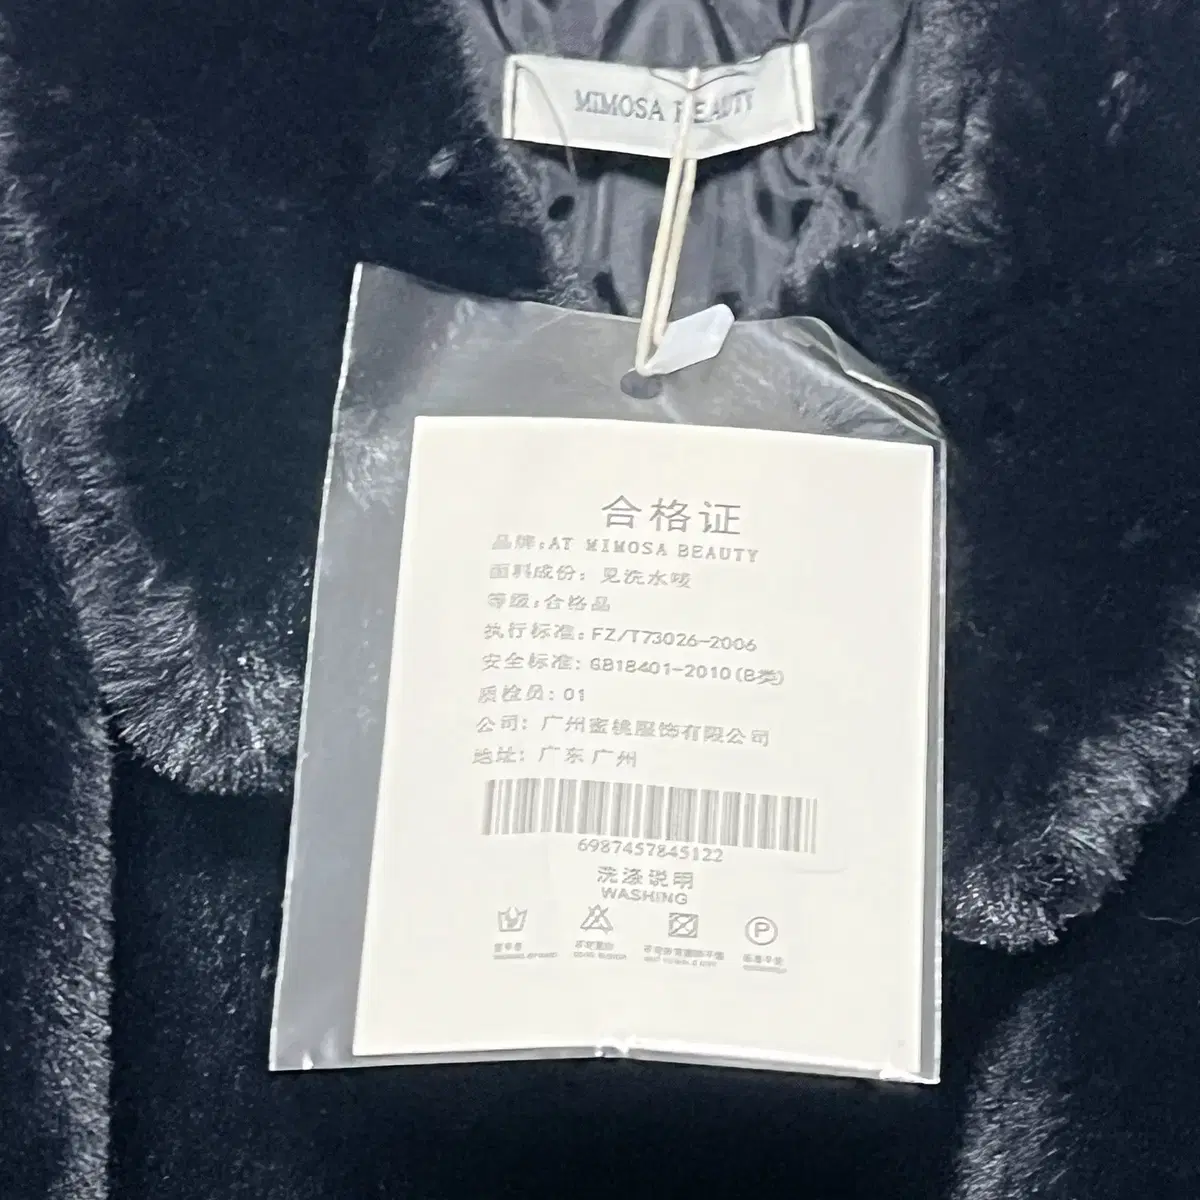 MIMOSA BEAUTY
合格证
品牌:AT MIMOSA BEAUTY
面料成份: 见洗水唛
等级:合格品
执行标准: FZ/T73026-2006
安全标准: GB18401-2010(B类)
质检员: 01
公司: 广州蜜桃服饰有限公司
地址: 广东 广州
6987457845122
洗涤说明
WASHING
P